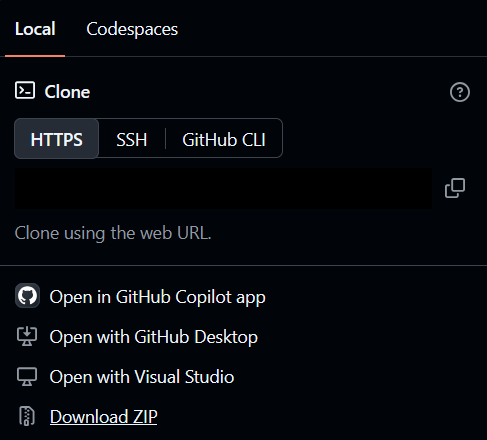 Local Codespaces
Clone
HTTPS SSH GitHub CLI
Clone using the web URL.
Open in GitHub Copilot app
Open with GitHub Desktop
Open with Visual Studio
Download ZIP